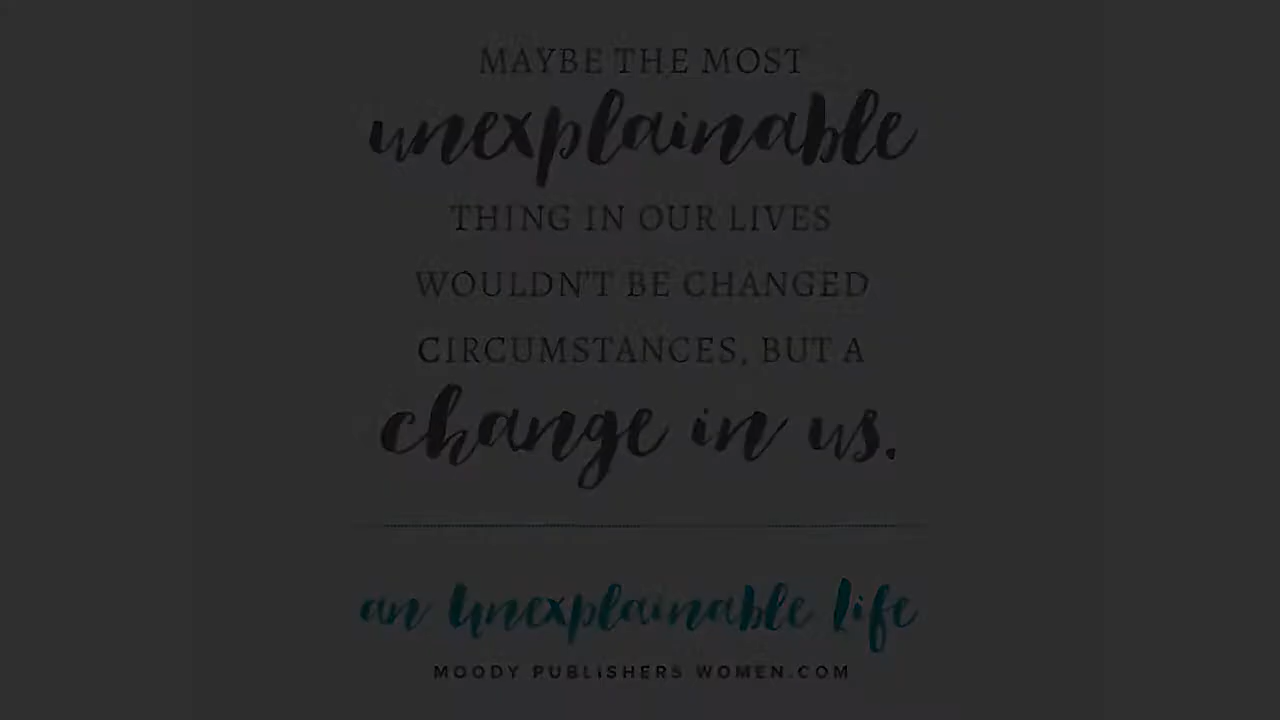 MAYBE THE MOST
unexplainable
THING IN OUR LIVES
WOULDN'T BE CHANGED
CIRCUMSTANCES, BUT A
change in us.
an Unexplainable Life
MOODY PUBLISHERS WOMEN.COM